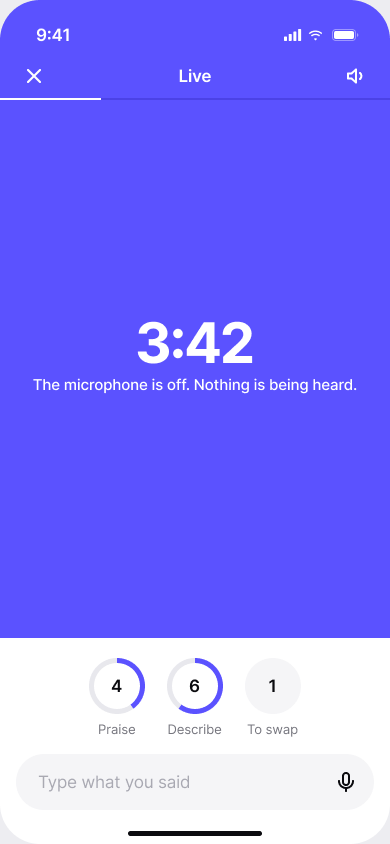 9:41
Live
3:42
The microphone is off. Nothing is being heard.
4 6 1
Praise Describe To swap
Type what you said